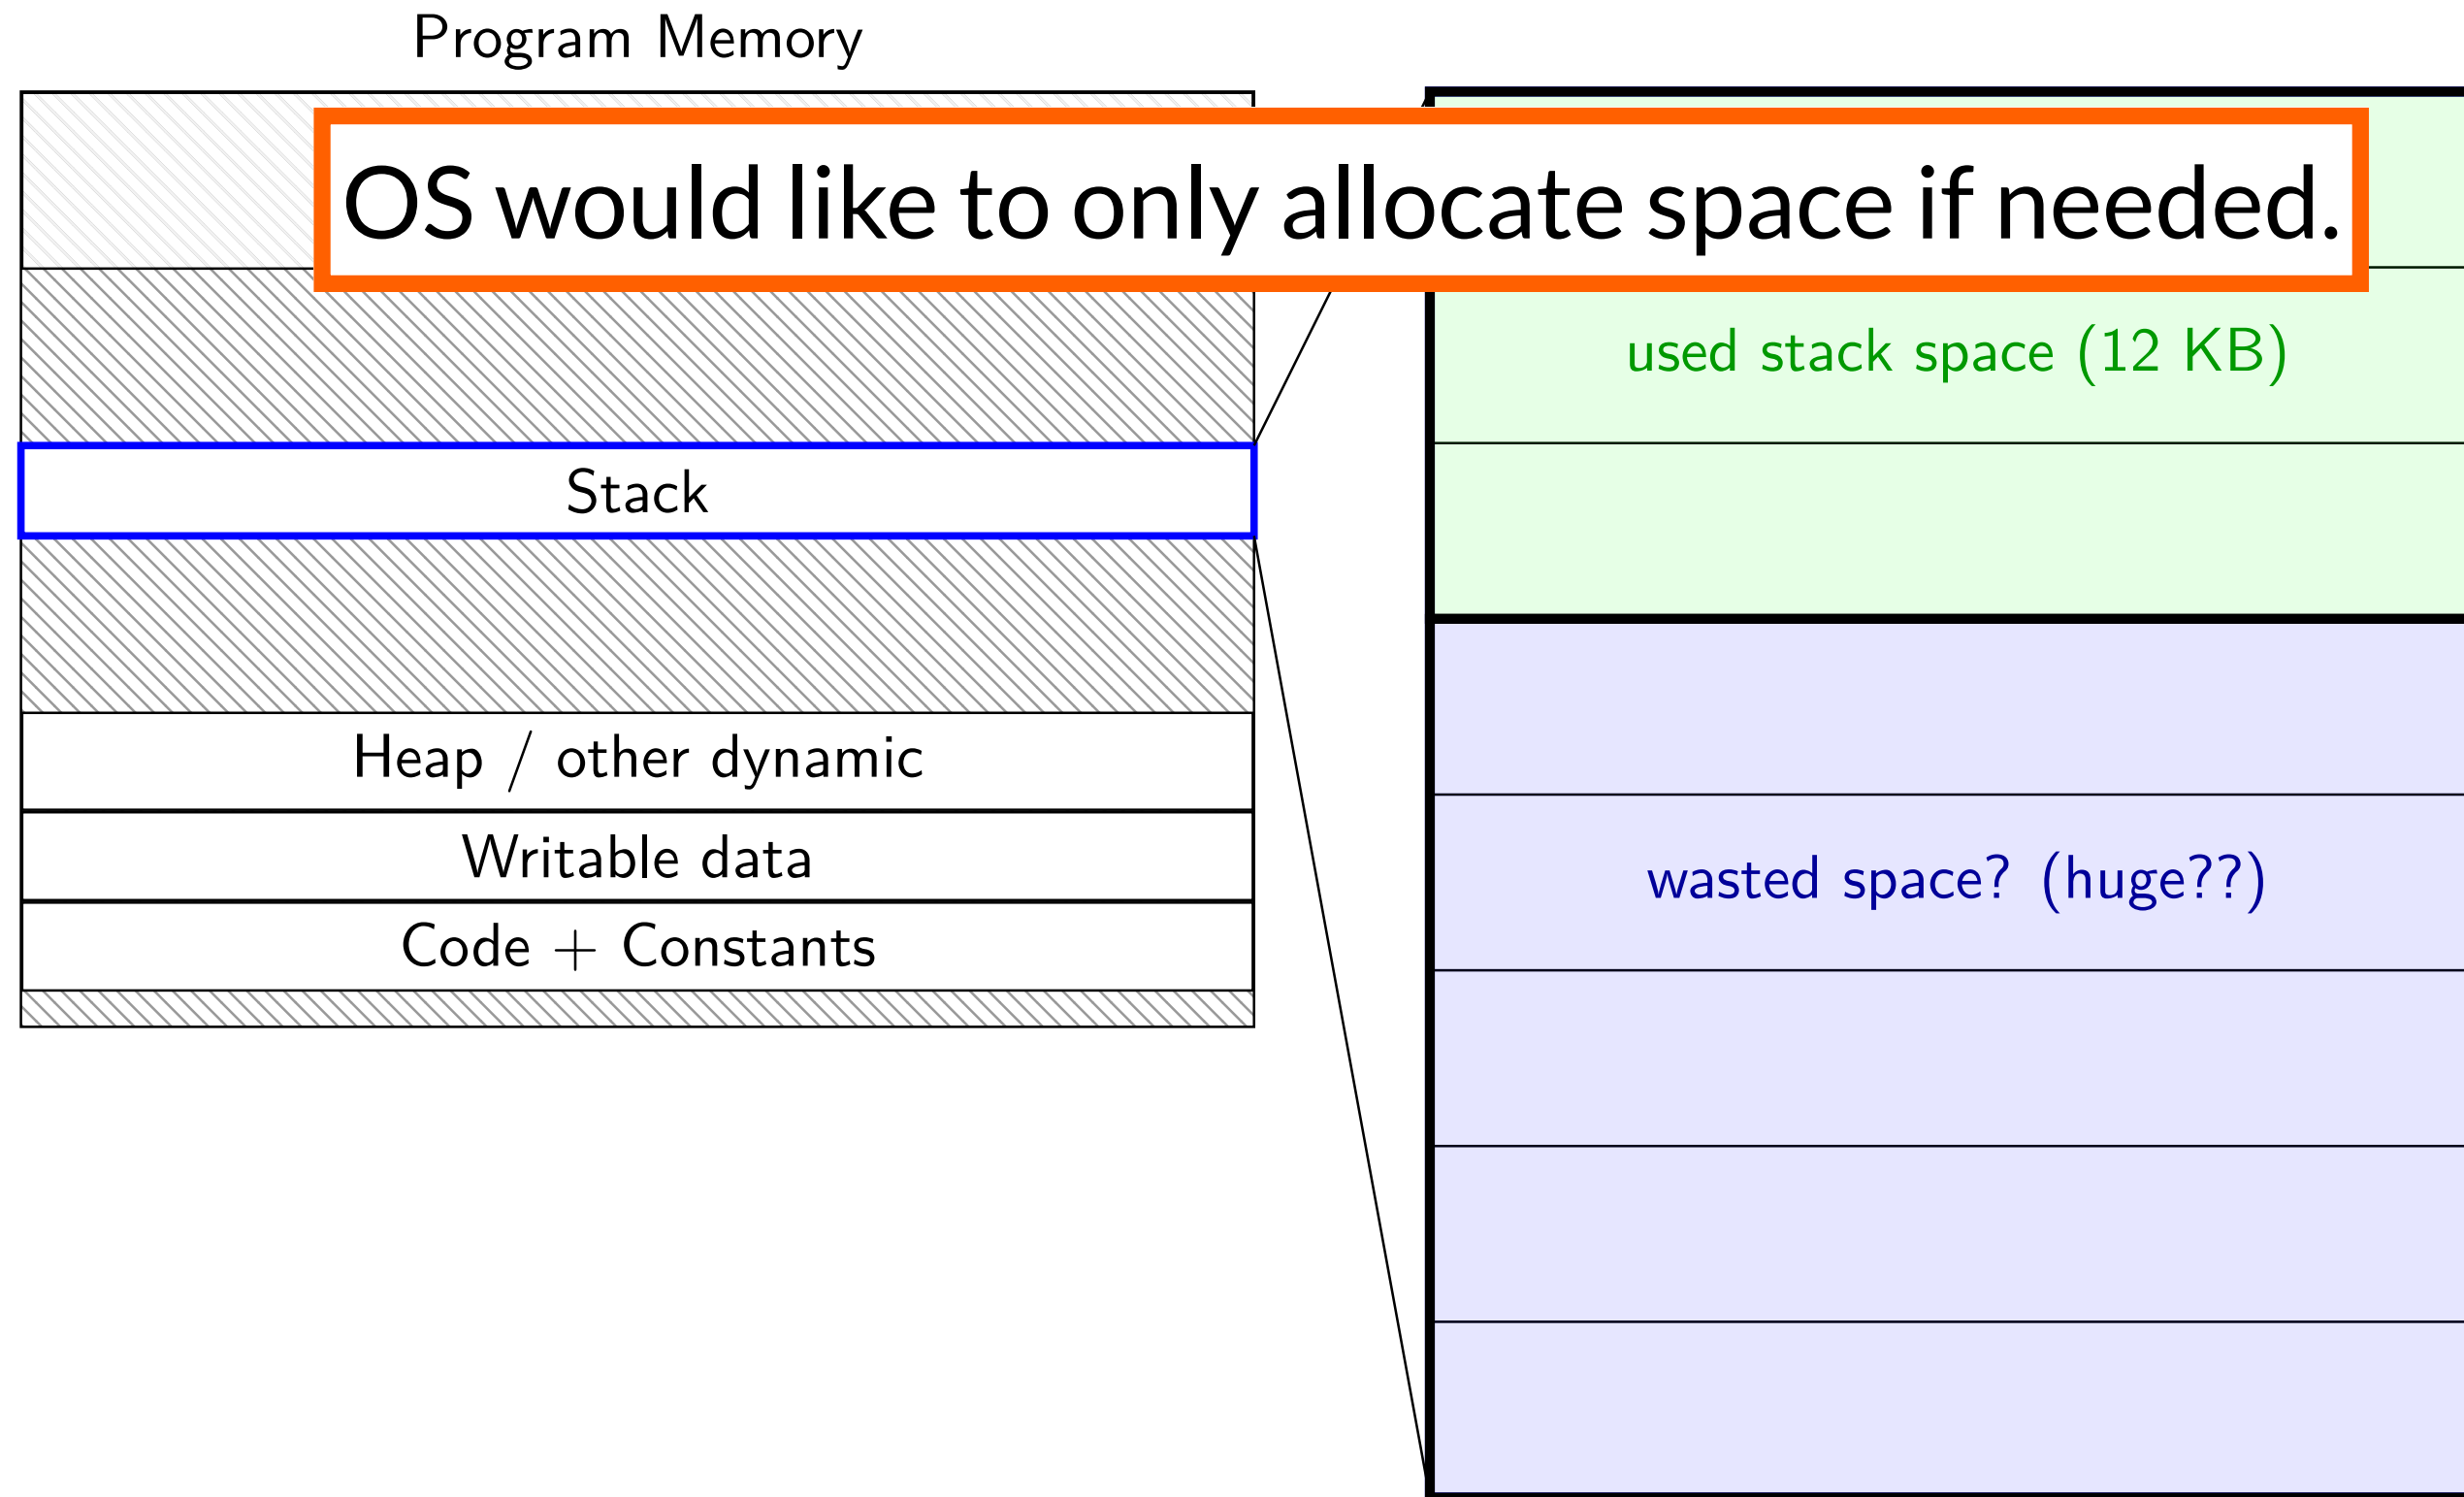 Program Memory
OS would like to only allocate space if needed.
used stack space (12 KB)
Stack
Heap / other dynamic
Writable data
wasted space? (huge??)
Code + Constants